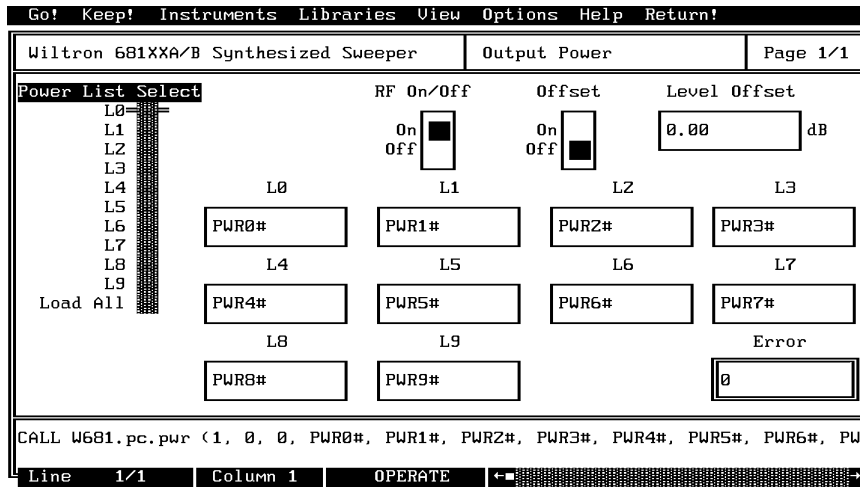 Go! Keep! Instruments Libraries View Options Help Return!
Wiltron 681XXA/B Synthesized Sweeper Output Power Page 1/1
Power List Select RF On/Off Offset Level Offset
L0
L1 On On 0.00 dB
L2 Off Off
L3
L4 L0 L1 L2 L3
L5
L6 PWR0# PWR1# PWR2# PWR3#
L7
L8 L4 L5 L6 L7
L9
Load All PWR4# PWR5# PWR6# PWR7#
L8 L9 Error
PWR8# PWR9# 0
CALL W681.pc.pwr (1, 0, 0, PWR0#, PWR1#, PWR2#, PWR3#, PWR4#, PWR5#, PWR6#, PW
Line 1/1 Column 1 OPERATE